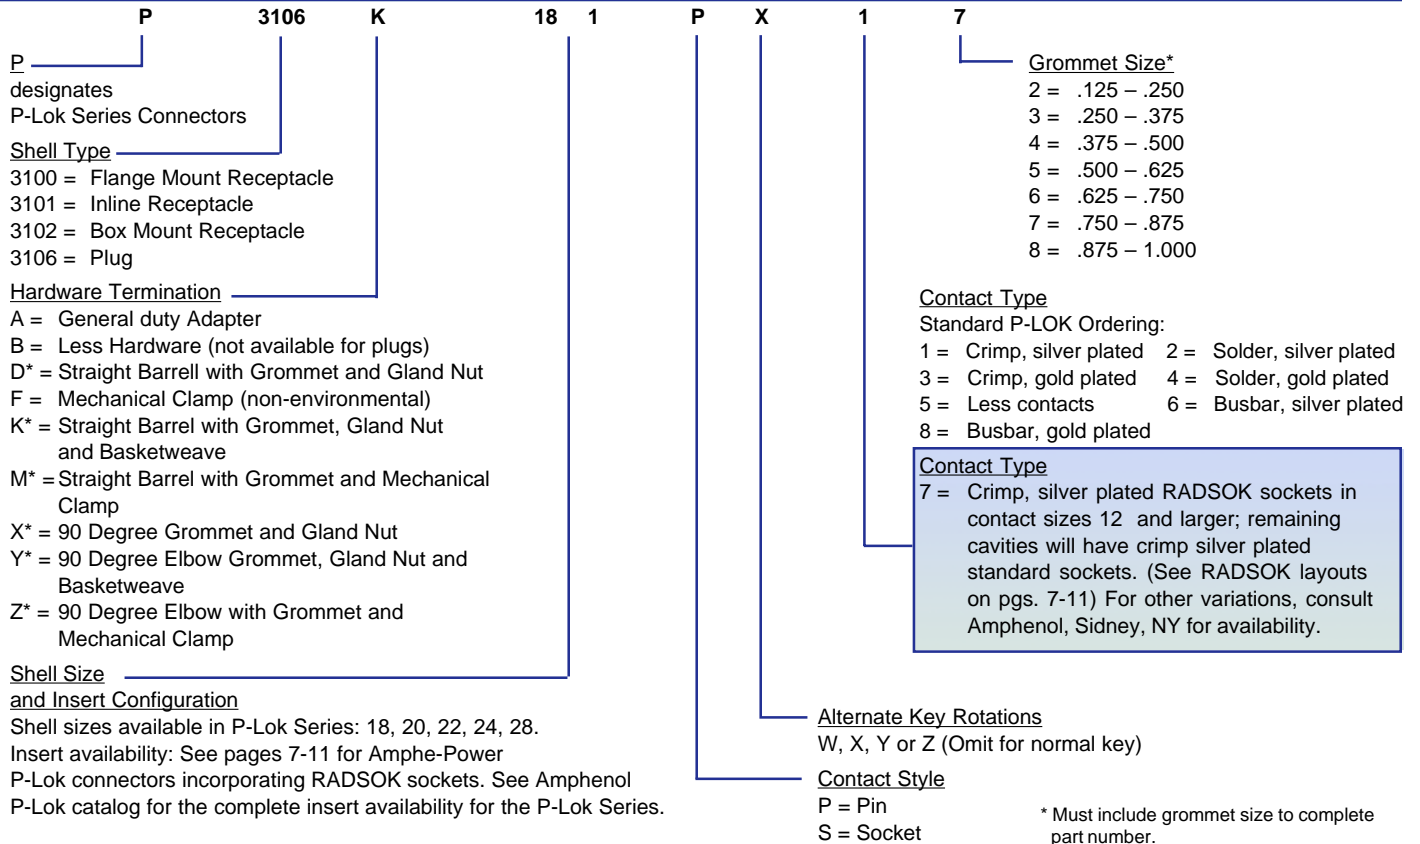 P 3106 K 18 1 P X 1 7
P
designates
P-Lok Series Connectors
Shell Type
3100 = Flange Mount Receptacle
3101 = Inline Receptacle
3102 = Box Mount Receptacle
3106 = Plug
Hardware Termination
A = General duty Adapter
B = Less Hardware (not available for plugs)
D* = Straight Barrell with Grommet and Gland Nut
F = Mechanical Clamp (non-environmental)
K* = Straight Barrel with Grommet, Gland Nut
and Basketweave
M* = Straight Barrel with Grommet and Mechanical
Clamp
X* = 90 Degree Grommet and Gland Nut
Y* = 90 Degree Elbow Grommet, Gland Nut and
Basketweave
Z* = 90 Degree Elbow with Grommet and
Mechanical Clamp
Shell Size
and Insert Configuration
Shell sizes available in P-Lok Series: 18, 20, 22, 24, 28.
Insert availability: See pages 7-11 for Amphe-Power
P-Lok connectors incorporating RADSOK sockets. See Amphenol
P-Lok catalog for the complete insert availability for the P-Lok Series.
Grommet Size*
2 = .125 – .250
3 = .250 – .375
4 = .375 – .500
5 = .500 – .625
6 = .625 – .750
7 = .750 – .875
8 = .875 – 1.000
Contact Type
Standard P-LOK Ordering:
1 = Crimp, silver plated 2 = Solder, silver plated
3 = Crimp, gold plated 4 = Solder, gold plated
5 = Less contacts 6 = Busbar, silver plated
8 = Busbar, gold plated
Contact Type
7 = Crimp, silver plated RADSOK sockets in
contact sizes 12 and larger; remaining
cavities will have crimp silver plated
standard sockets. (See RADSOK layouts
on pgs. 7-11) For other variations, consult
Amphenol, Sidney, NY for availability.
Alternate Key Rotations
W, X, Y or Z (Omit for normal key)
Contact Style
P = Pin
S = Socket
* Must include grommet size to complete
part number.